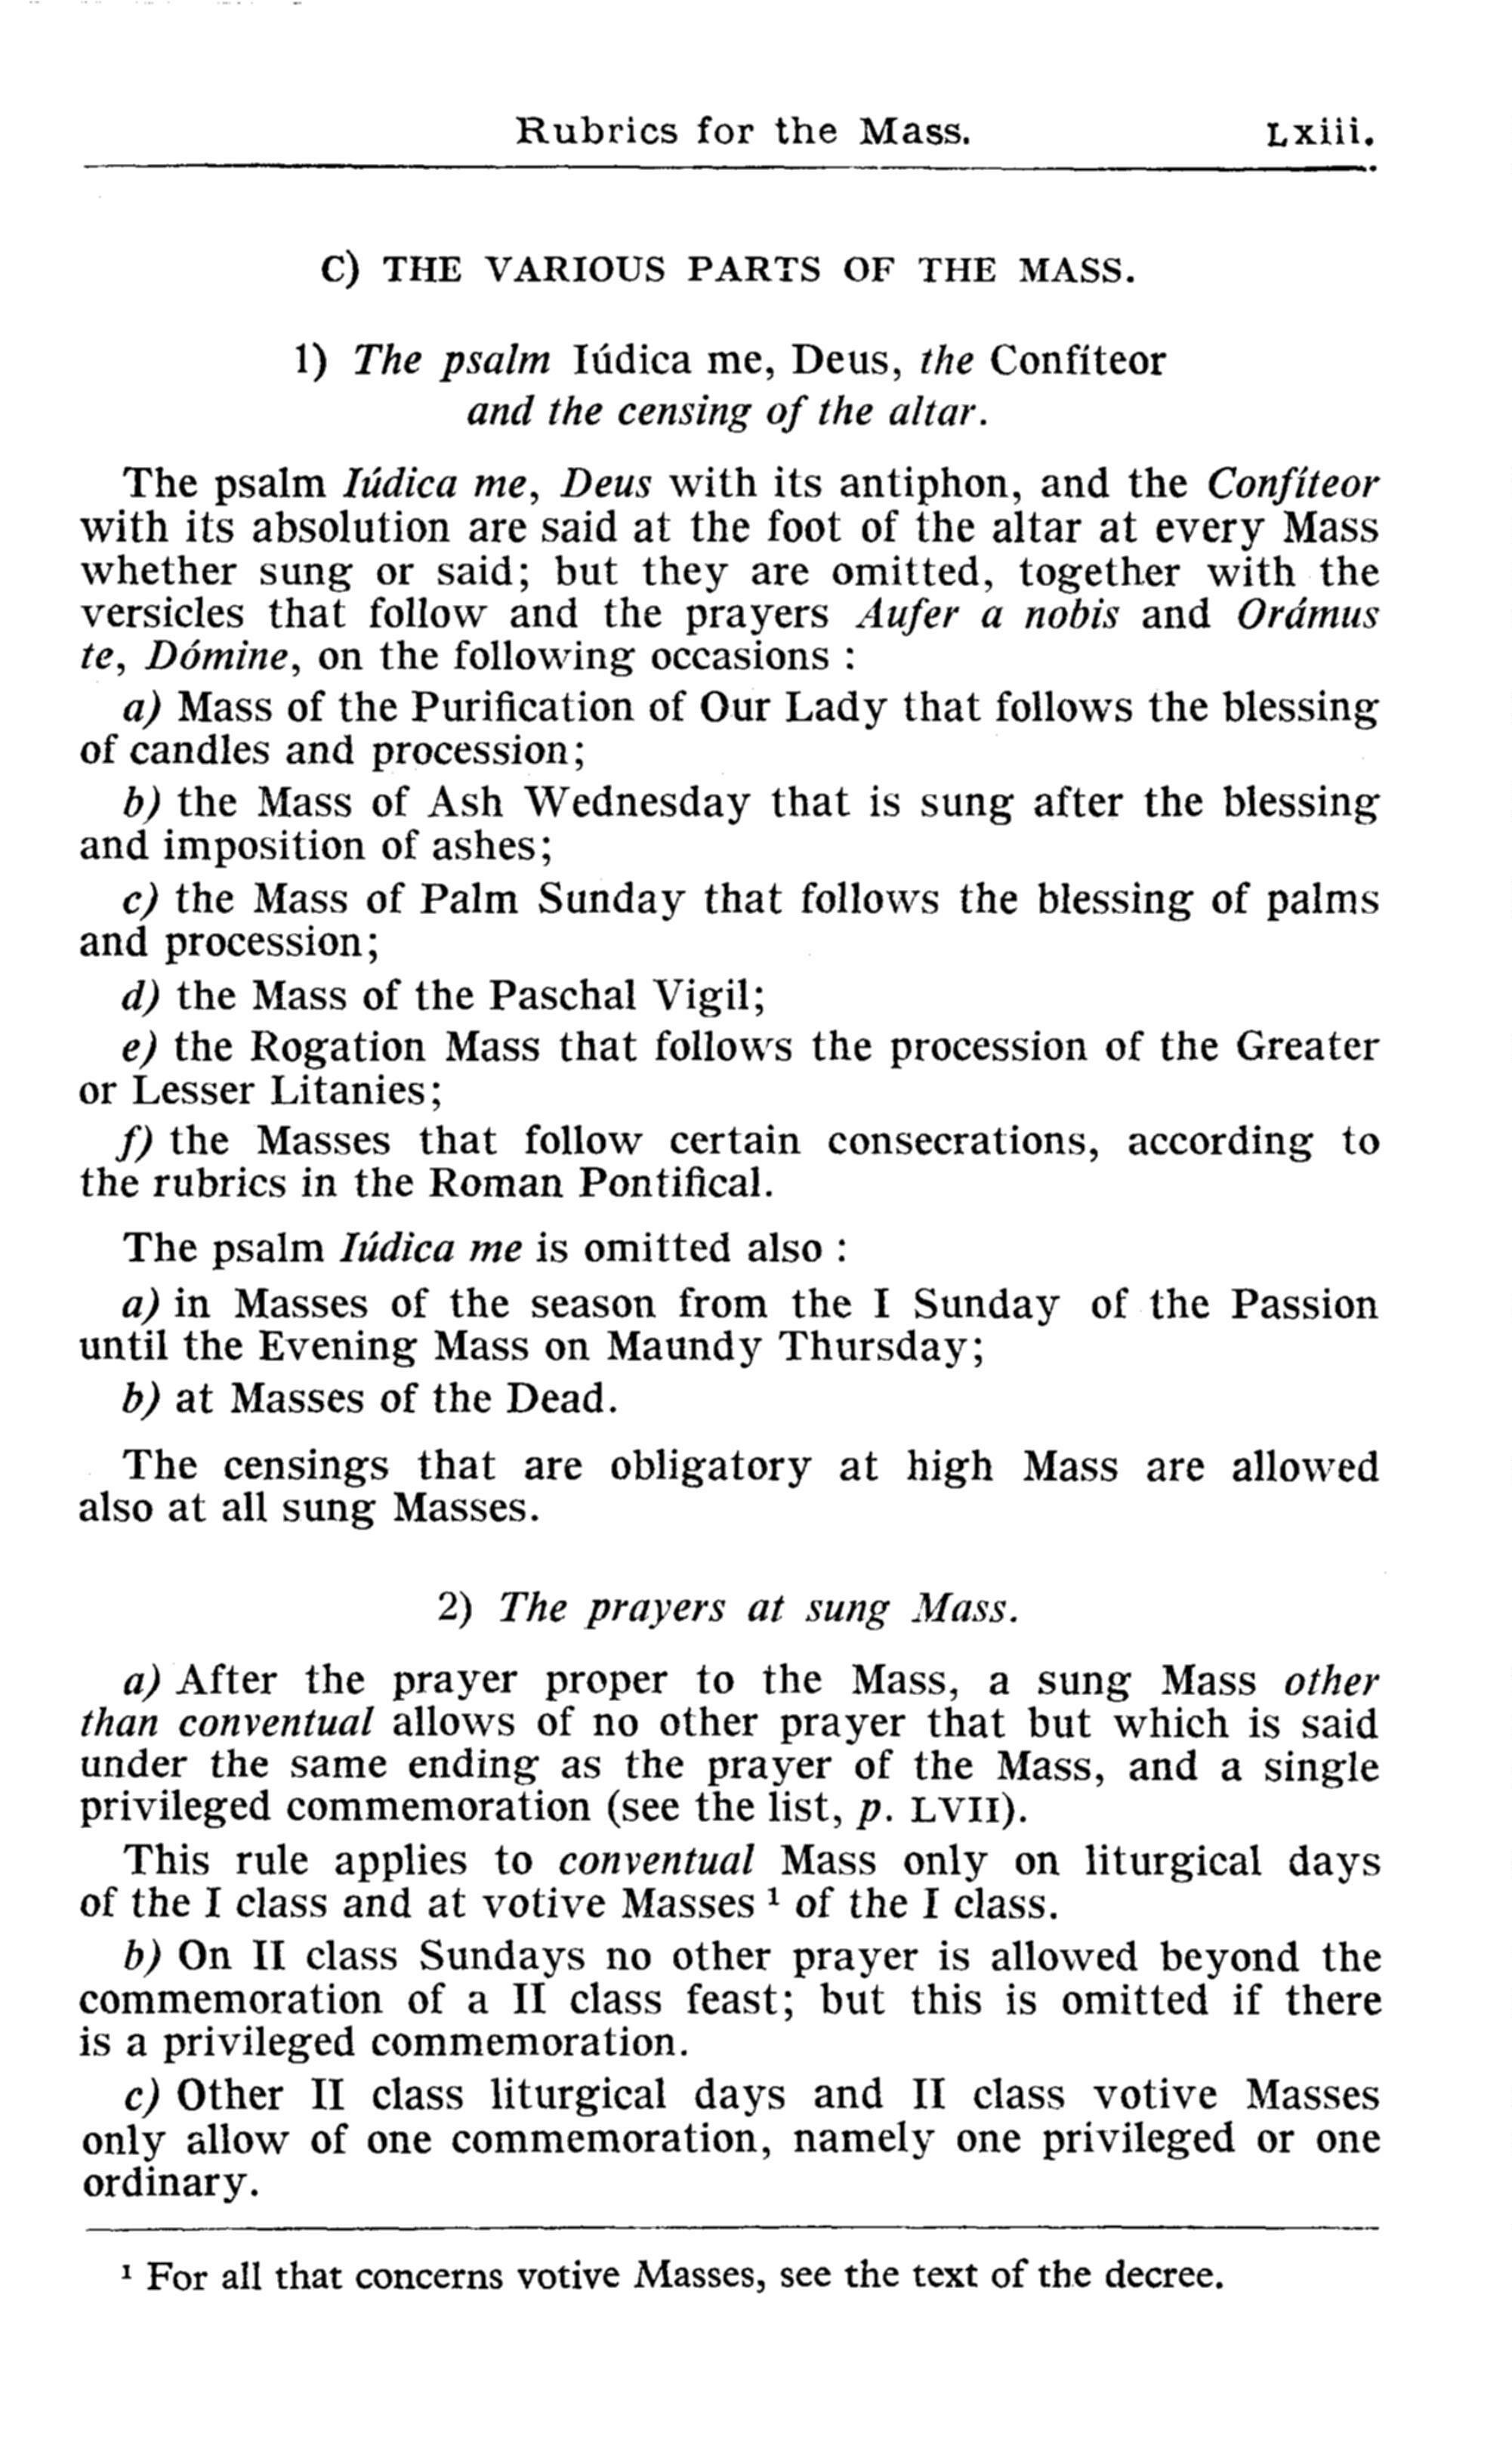 Rubrics for the Mass. Lxiii.
C) THE VARIOUS PARTS OF THE MASS.
1) The psalm Iúdica me, Deus, the Confíteor
and the censing of the altar.
The psalm Iúdica me, Deus with its antiphon, and the Confíteor
with its absolution are said at the foot of the altar at every Mass
whether sung or said; but they are omitted, together with the
versicles that follow and the prayers Aufer a nobis and Orámus
te, Dómine, on the following occasions :
a) Mass of the Purification of Our Lady that follows the blessing
of candles and procession;
b) the Mass of Ash Wednesday that is sung after the blessing
and imposition of ashes;
c) the Mass of Palm Sunday that follows the blessing of palms
and procession;
d) the Mass of the Paschal Vigil;
e) the Rogation Mass that follows the procession of the Greater
or Lesser Litanies;
f) the Masses that follow certain consecrations, according to
the rubrics in the Roman Pontifical.
The psalm Iúdica me is omitted also :
a) in Masses of the season from the I Sunday of the Passion
until the Evening Mass on Maundy Thursday;
b) at Masses of the Dead.
The censings that are obligatory at high Mass are allowed
also at all sung Masses.
2) The prayers at sung Mass.
a) After the prayer proper to the Mass, a sung Mass other
than conventual allows of no other prayer that but which is said
under the same ending as the prayer of the Mass, and a single
privileged commemoration (see the list, p. LVII).
This rule applies to conventual Mass only on liturgical days
of the I class and at votive Masses ¹ of the I class.
b) On II class Sundays no other prayer is allowed beyond the
commemoration of a II class feast; but this is omitted if there
is a privileged commemoration.
c) Other II class liturgical days and II class votive Masses
only allow of one commemoration, namely one privileged or one
ordinary.
¹ For all that concerns votive Masses, see the text of the decree.